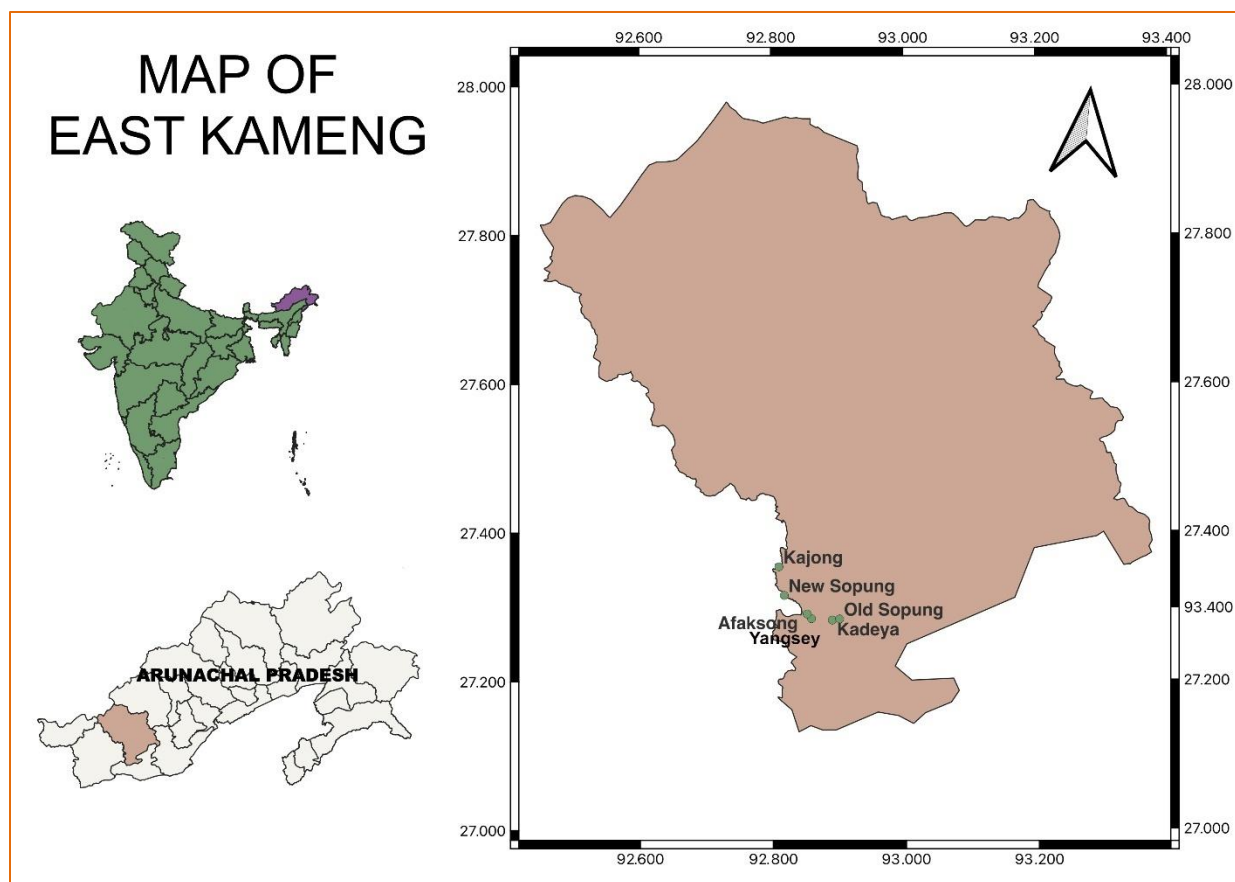 MAP OF
EAST KAMENG
ARUNACHAL PRADESH
92.600 92.800 93.000 93.200 93.400
28.000 28.000
27.800 27.800
27.600 27.600
27.400 27.400
Kajong
New Sopung
93.400
Old Sopung
Afaksong
Kadeya
Yangsey
27.200 27.200
27.000 27.000
92.600 92.800 93.000 93.200